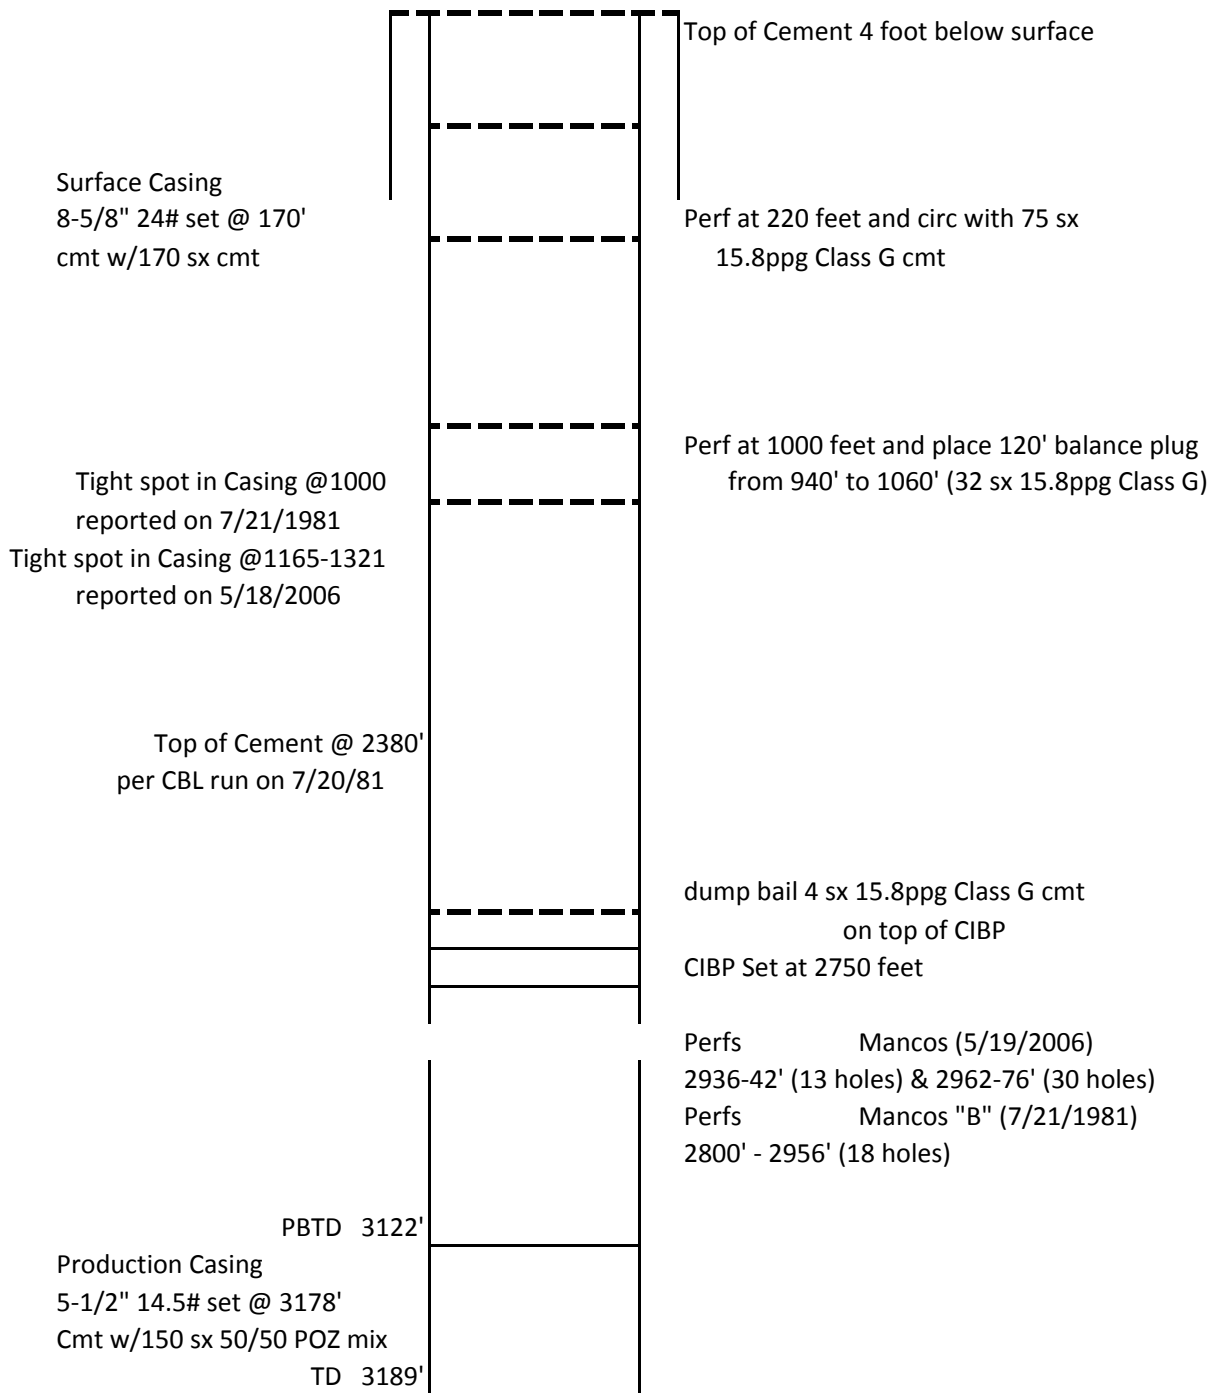 Top of Cement 4 foot below surface
Surface Casing
8-5/8" 24# set @ 170'
cmt w/170 sx cmt
Perf at 220 feet and circ with 75 sx
15.8ppg Class G cmt
Perf at 1000 feet and place 120' balance plug
from 940' to 1060' (32 sx 15.8ppg Class G)
Tight spot in Casing @1000
reported on 7/21/1981
Tight spot in Casing @1165-1321
reported on 5/18/2006
Top of Cement @ 2380'
per CBL run on 7/20/81
dump bail 4 sx 15.8ppg Class G cmt
on top of CIBP
CIBP Set at 2750 feet
Perfs Mancos (5/19/2006)
2936-42' (13 holes) & 2962-76' (30 holes)
Perfs Mancos "B" (7/21/1981)
2800' - 2956' (18 holes)
PBTD 3122'
Production Casing
5-1/2" 14.5# set @ 3178'
Cmt w/150 sx 50/50 POZ mix
TD 3189'